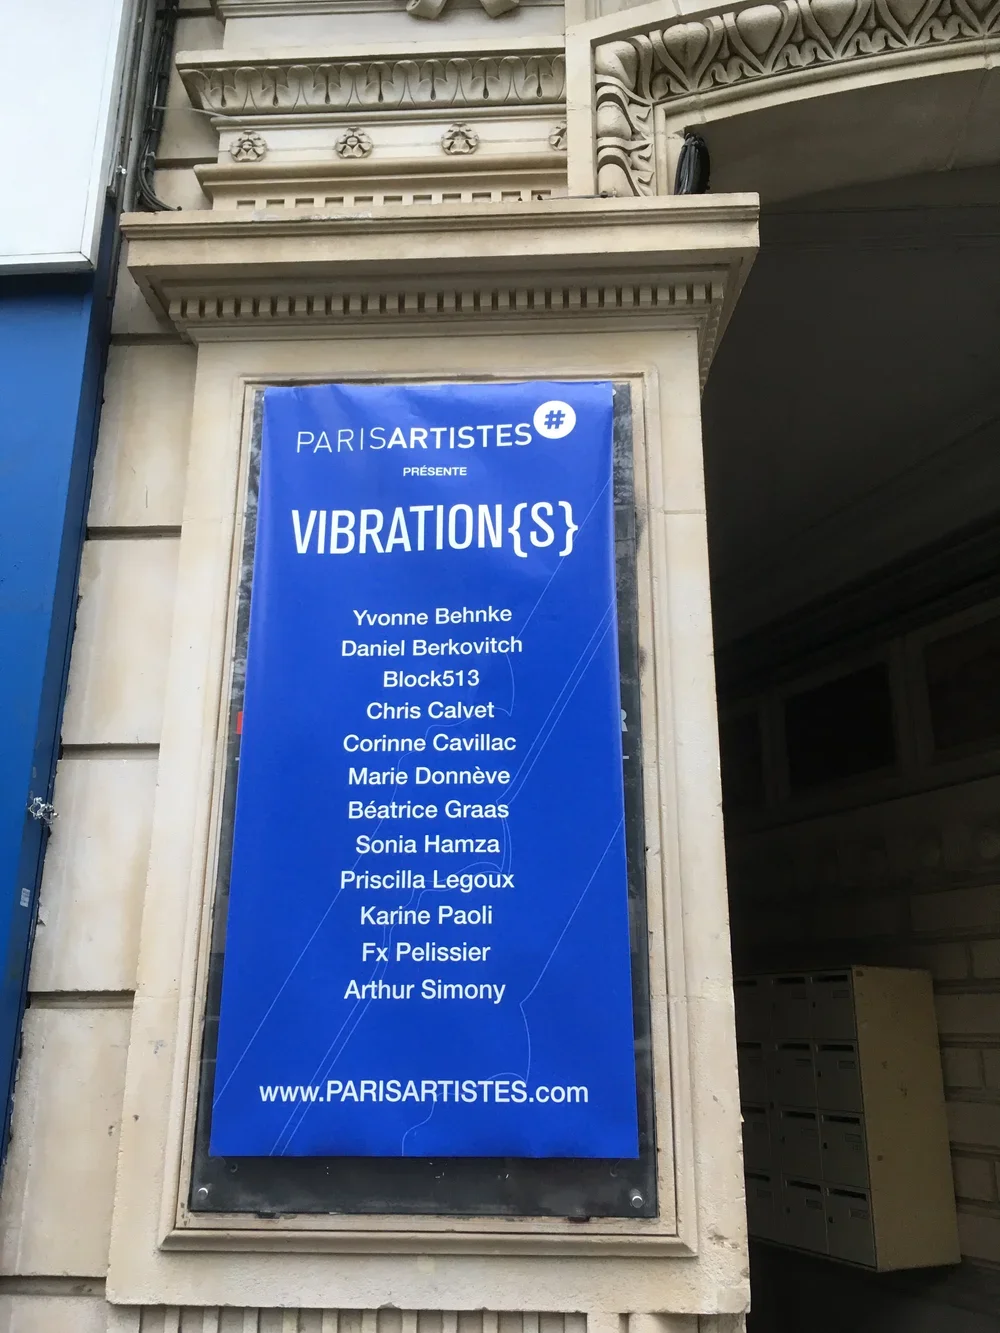 PARISARTISTES #
PRÉSENTE
VIBRATION{S}
Yvonne Behnke
Daniel Berkovitch
Block513
Chris Calvet
Corinne Cavillac
Marie Donnève
Béatrice Graas
Sonia Hamza
Priscilla Legoux
Karine Paoli
Fx Pelissier
Arthur Simony
www.PARISARTISTES.com